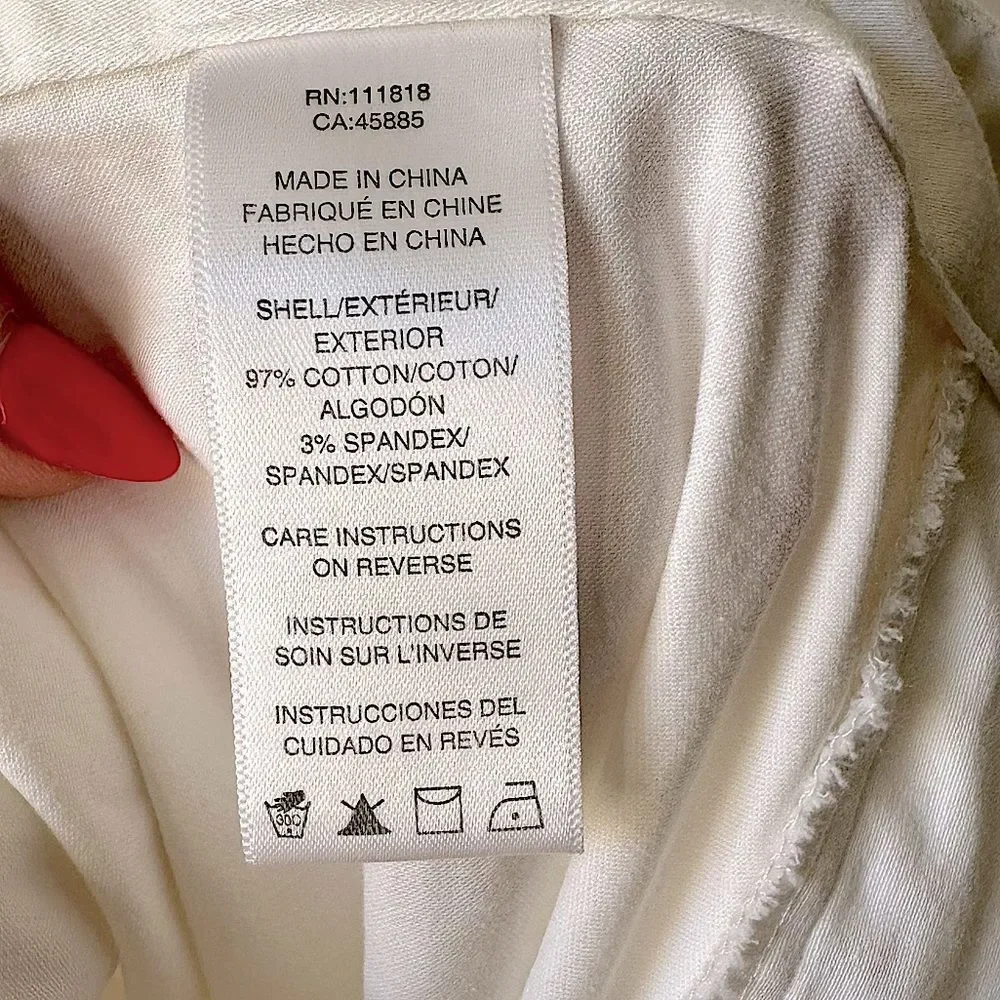 RN:111818
CA:45885
MADE IN CHINA
FABRIQUÉ EN CHINE
HECHO EN CHINA
SHELL/EXTÉRIEUR/
EXTERIOR
97% COTTON/COTON/
ALGODÓN
3% SPANDEX/
SPANDEX/SPANDEX
CARE INSTRUCTIONS
ON REVERSE
INSTRUCTIONS DE
SOIN SUR L'INVERSE
INSTRUCCIONES DEL
CUIDADO EN REVÉS
30C